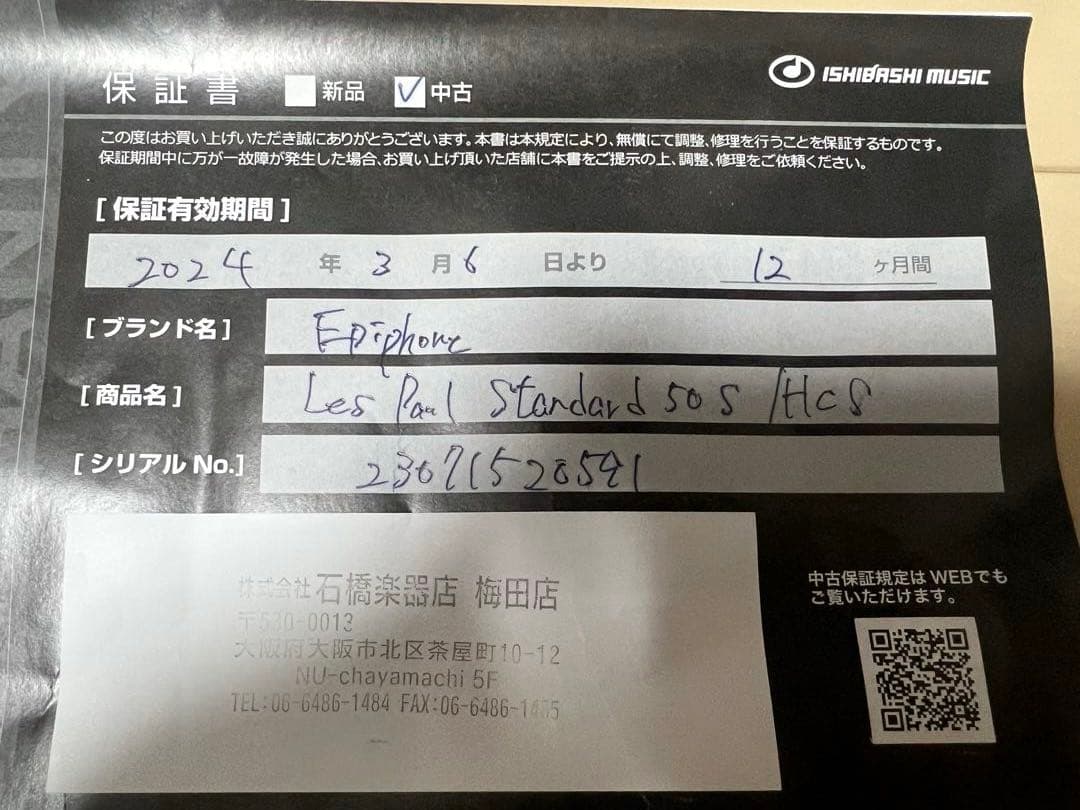 保証書 新品 ✓中古
ISHIBASHI MUSIC
この度はお買い上げいただき誠にありがとうございます。本書は本規定により、無償にて調整、修理を行うことを保証するものです。
保証期間中に万が一故障が発生した場合、お買い上げ頂いた店舗に本書をご提示の上、調整、修理をご依頼ください。
[保証有効期間]
2024 年 3 月 6 日より 12 ヶ月間
[ブランド名] Epiphone
[商品名] Les Paul Standard 50s /HCS
[シリアル No.] 23071520591
株式会社 石橋楽器店 梅田店
〒530-0013
大阪府大阪市北区茶屋町10-12
NU-chayamachi 5F
TEL:06-6486-1484 FAX:06-6486-1485
中古保証規定は WEBでも
ご覧いただけます。